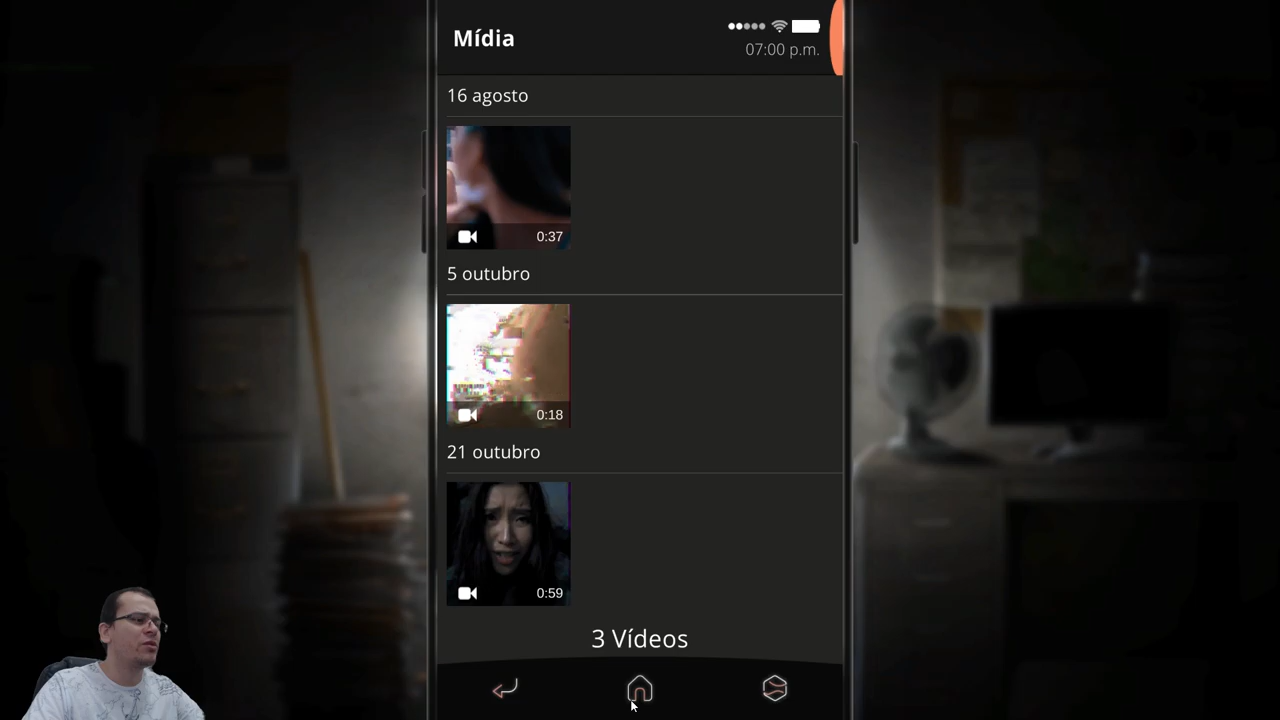 Mídia
07:00 p.m.
16 agosto
0:37
5 outubro
0:18
21 outubro
0:59
3 Vídeos